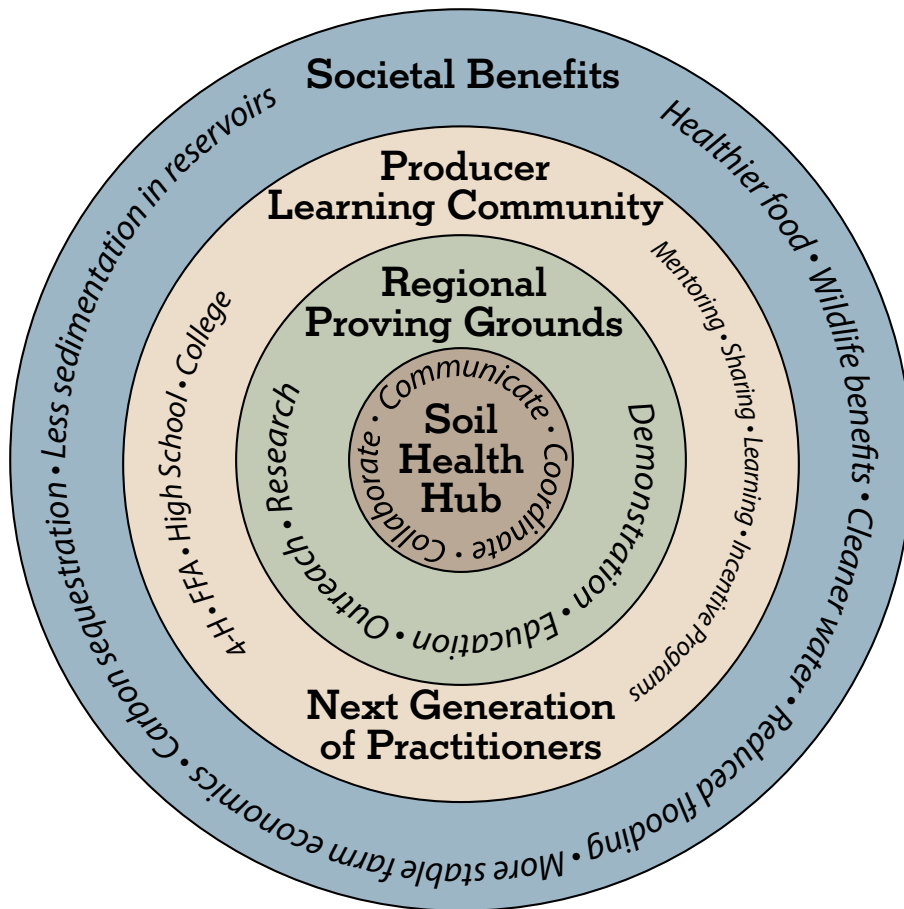 Societal Benefits
Healthier food • Wildlife benefits • Cleaner water • Reduced flooding • More stable farm economics • Carbon sequestration • Less sedimentation in reservoirs
Producer
Learning Community
Mentoring • Sharing • Learning • Incentive Programs
4-H • FFA • High School • College
Next Generation
of Practitioners
Regional
Proving Grounds
Demonstration • Education • Outreach • Research
Communicate • Coordinate • Collaborate •
Soil
Health
Hub